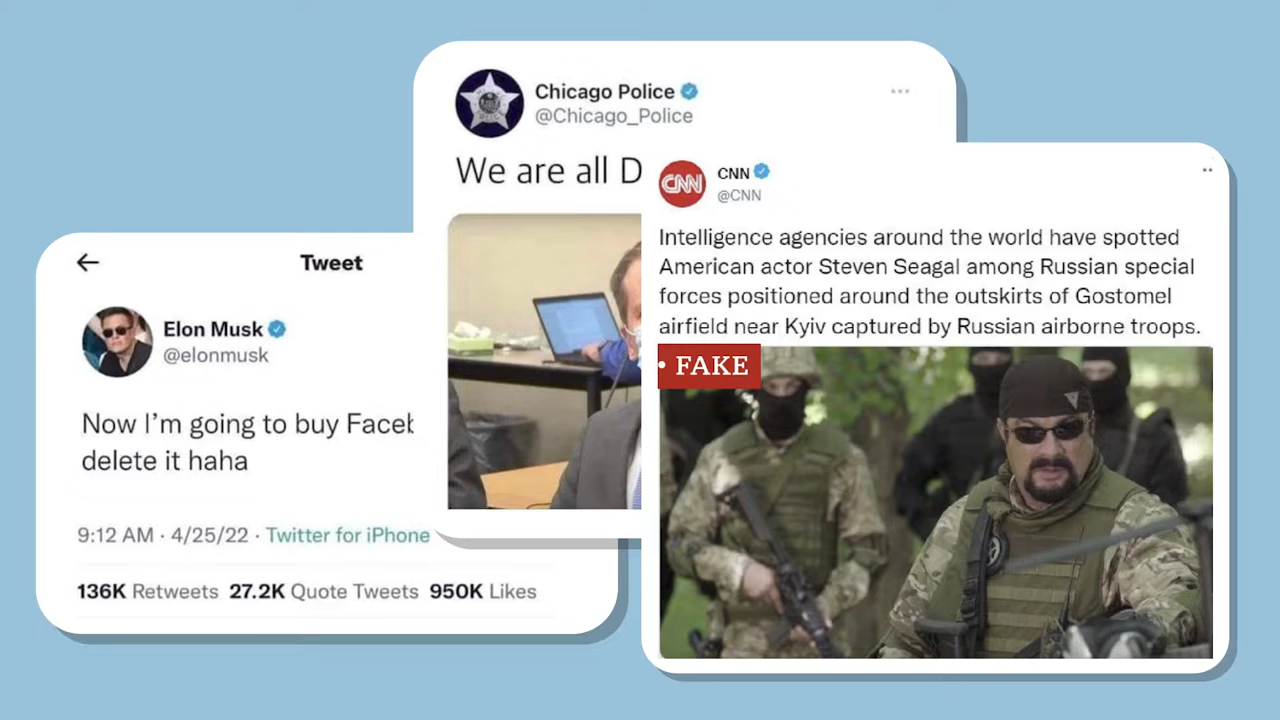 Chicago Police
@Chicago_Police
We are all D
CNN
CNN
@CNN
Intelligence agencies around the world have spotted
American actor Steven Seagal among Russian special
forces positioned around the outskirts of Gostomel
airfield near Kyiv captured by Russian airborne troops.
• FAKE
Tweet
Elon Musk
@elonmusk
Now I'm going to buy Faceb
delete it haha
9:12 AM · 4/25/22 · Twitter for iPhone
136K Retweets 27.2K Quote Tweets 950K Likes